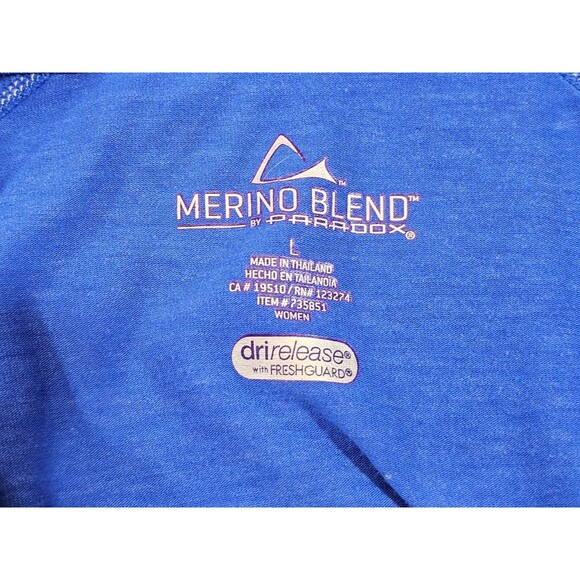 MERINO BLEND™
BY PARADOX®
L
MADE IN THAILAND
HECHO EN TAILANDIA
CA # 19510 / RN# 123274
ITEM # 735851
WOMEN
drirelease®
with FRESHGUARD®